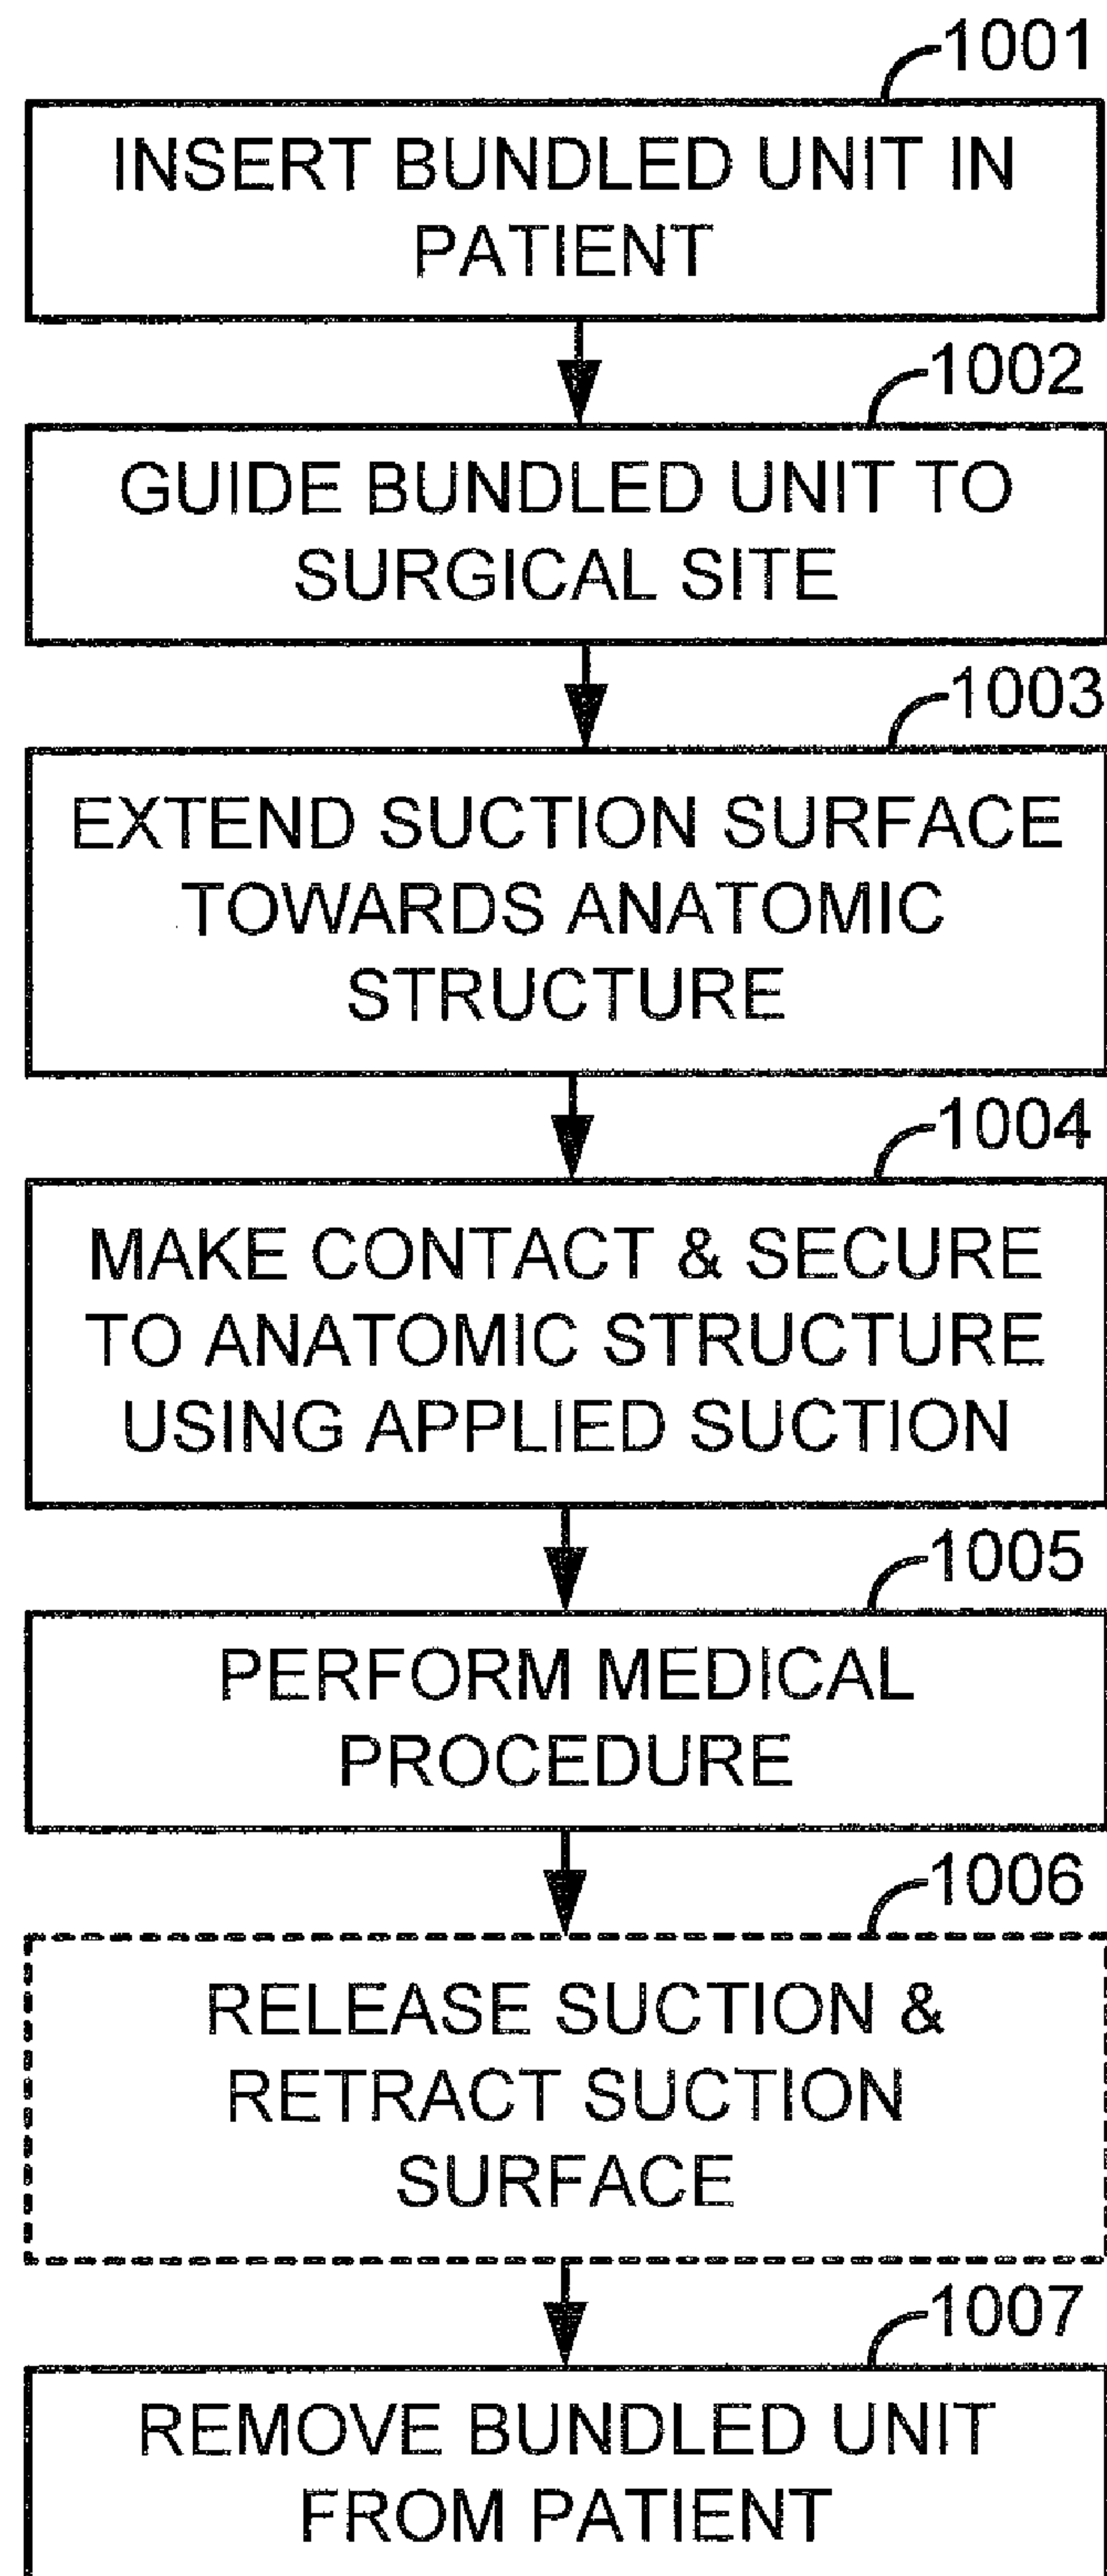 1001
INSERT BUNDLED UNIT IN
PATIENT
1002
GUIDE BUNDLED UNIT TO
SURGICAL SITE
1003
EXTEND SUCTION SURFACE
TOWARDS ANATOMIC
STRUCTURE
1004
MAKE CONTACT & SECURE
TO ANATOMIC STRUCTURE
USING APPLIED SUCTION
1005
PERFORM MEDICAL
PROCEDURE
1006
RELEASE SUCTION &
RETRACT SUCTION
SURFACE
1007
REMOVE BUNDLED UNIT
FROM PATIENT